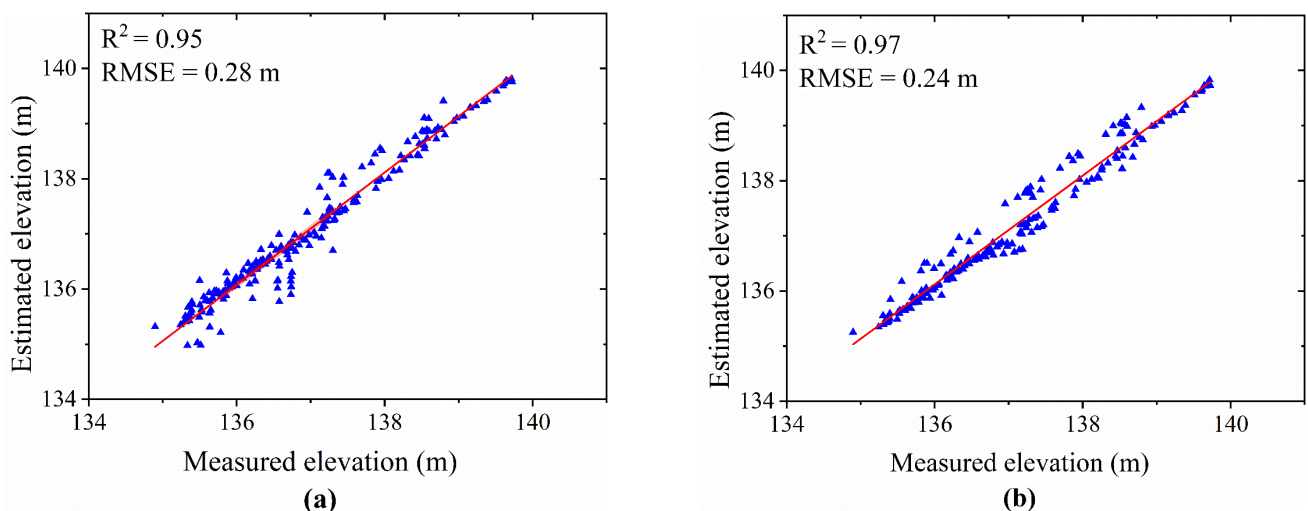 R² = 0.95
RMSE = 0.28 m
140
138
136
134
134
136
138
140
Estimated elevation (m)
Measured elevation (m)
(a)
R² = 0.97
RMSE = 0.24 m
140
138
136
134
134
136
138
140
Estimated elevation (m)
Measured elevation (m)
(b)